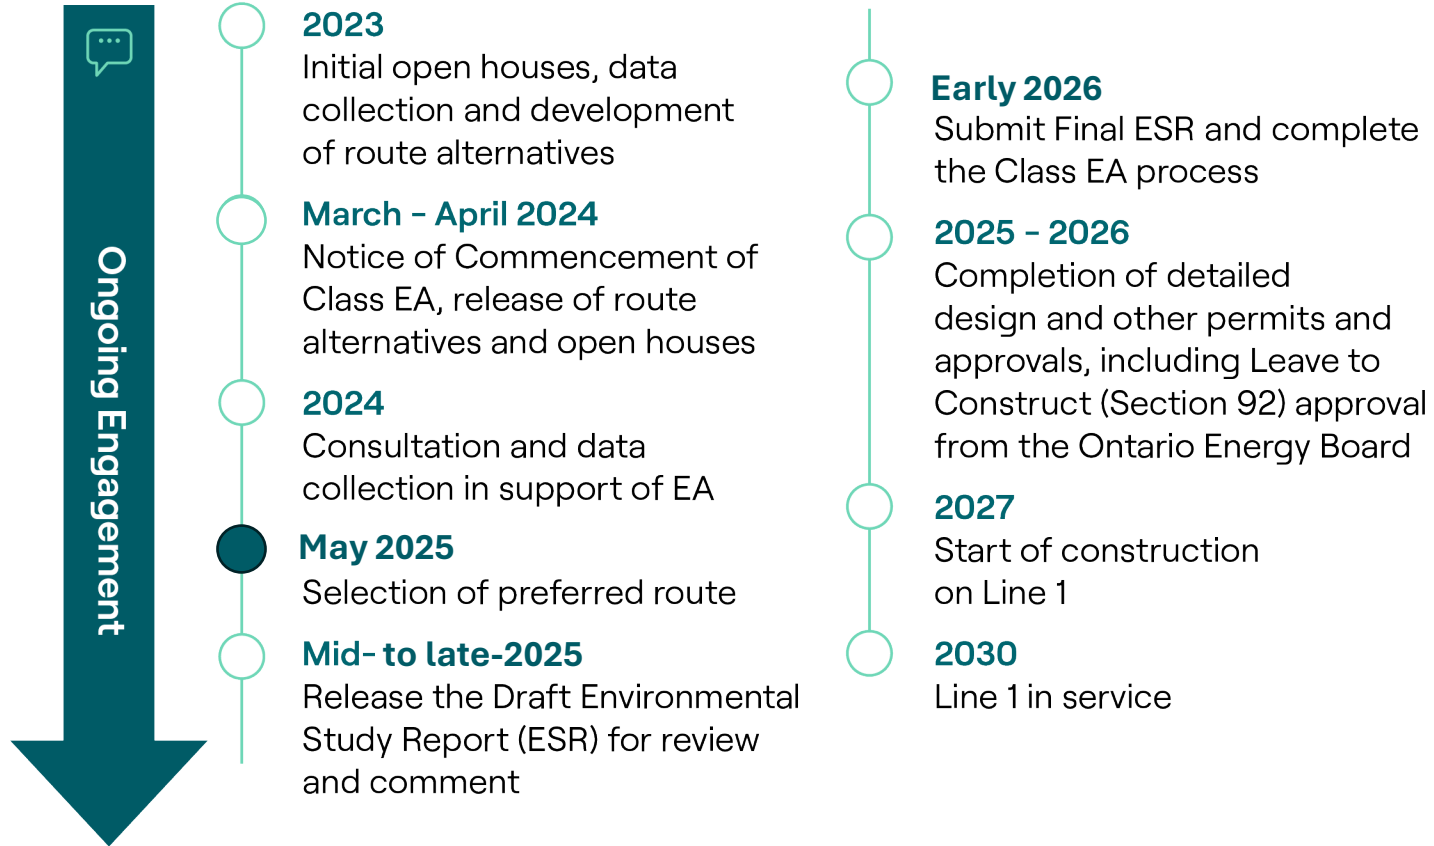 Ongoing Engagement
2023
Initial open houses, data
collection and development
of route alternatives
March – April 2024
Notice of Commencement of
Class EA, release of route
alternatives and open houses
2024
Consultation and data
collection in support of EA
May 2025
Selection of preferred route
Mid- to late-2025
Release the Draft Environmental
Study Report (ESR) for review
and comment
Early 2026
Submit Final ESR and complete
the Class EA process
2025 – 2026
Completion of detailed
design and other permits and
approvals, including Leave to
Construct (Section 92) approval
from the Ontario Energy Board
2027
Start of construction
on Line 1
2030
Line 1 in service